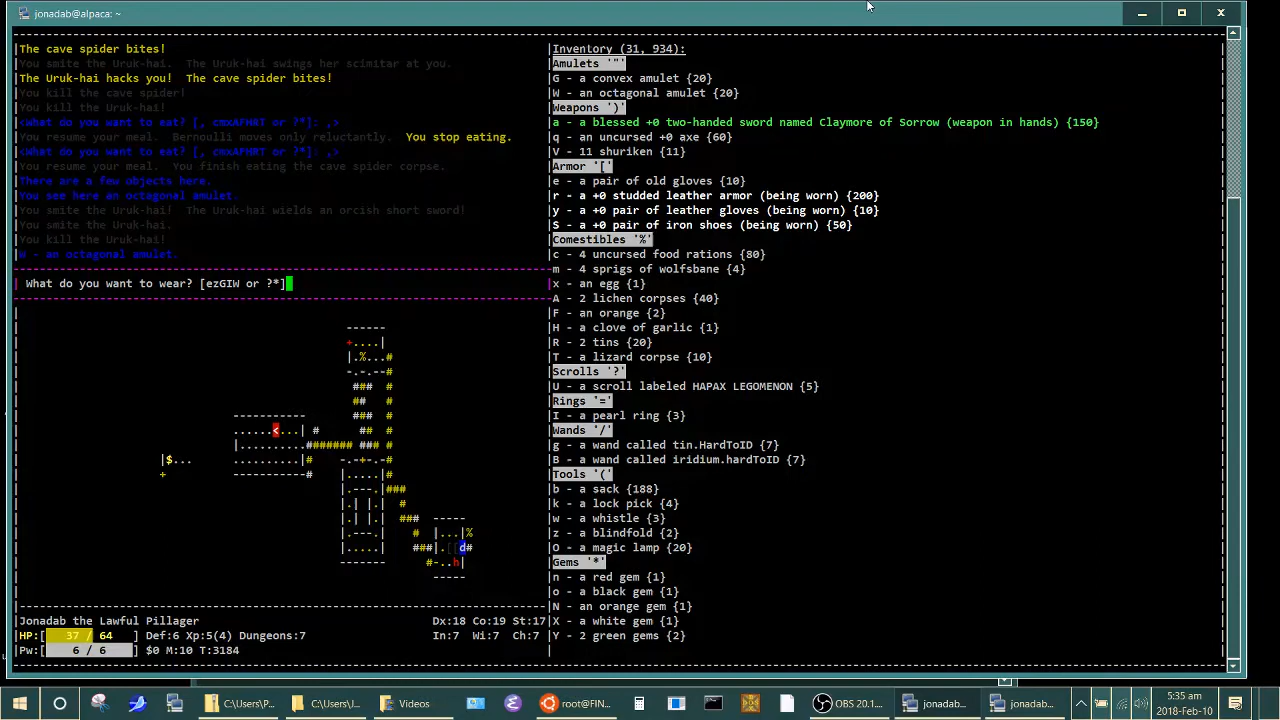 jonadab@alpaca: ~
The cave spider bites!
You smite the Uruk-hai.  The Uruk-hai swings her scimitar at you.
The Uruk-hai hacks you!  The cave spider bites!
You kill the cave spider!
You kill the Uruk-hai!
<What do you want to eat? [, cmxAFHRT or ?*]: ,>
You resume your meal.  Bernoulli moves only reluctantly.  You stop eating.
<What do you want to eat? [, cmxAFHRT or ?*]: ,>
You resume your meal.  You finish eating the cave spider corpse.
There are a few objects here.
You see here an octagonal amulet.
You smite the Uruk-hai!  The Uruk-hai wields an orcish short sword!
You smite the Uruk-hai.
You kill the Uruk-hai!
W - an octagonal amulet.
What do you want to wear? [ezGIW or ?*]
Jonadab the Lawful Pillager Dx:18 Co:19 St:17
HP:[ 37 / 64 ] Def:6 Xp:5(4) Dungeons:7 In:7 Wi:7 Ch:7
Pw:[ 6 / 6 ] $0 M:10 T:3184
Inventory (31, 934):
Amulets '"'
G - a convex amulet {20}
W - an octagonal amulet {20}
Weapons ')'
a - a blessed +0 two-handed sword named Claymore of Sorrow (weapon in hands) {150}
q - an uncursed +0 axe {60}
V - 11 shuriken {11}
Armor '['
e - a pair of old gloves {10}
r - a +0 studded leather armor (being worn) {200}
y - a +0 pair of leather gloves (being worn) {10}
S - a +0 pair of iron shoes (being worn) {50}
Comestibles '%'
c - 4 uncursed food rations {80}
m - 4 sprigs of wolfsbane {4}
x - an egg {1}
A - 2 lichen corpses {40}
F - an orange {2}
H - a clove of garlic {1}
R - 2 tins {20}
T - a lizard corpse {10}
Scrolls '?'
U - a scroll labeled HAPAX LEGOMENON {5}
Rings '='
I - a pearl ring {3}
Wands '/'
g - a wand called tin.HardToID {7}
B - a wand called iridium.hardToID {7}
Tools '('
b - a sack {188}
k - a lock pick {4}
w - a whistle {3}
z - a blindfold {2}
O - a magic lamp {20}
Gems '*'
n - a red gem {1}
o - a black gem {1}
N - an orange gem {1}
X - a white gem {1}
Y - 2 green gems {2}
C:\Users\P...
C:\Users\J...
Videos
root@FIN...
OBS 20.1....
jonadab...
jonadab...
5:35 am
2018-Feb-10